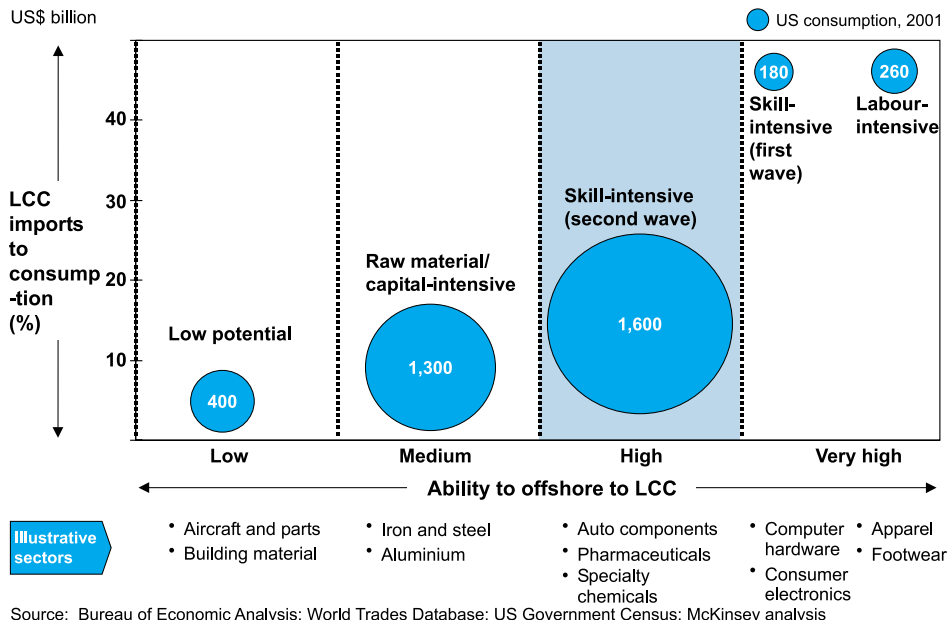 US$ billion
US consumption, 2001
LCC
imports
to
consump
-tion
(%)
40
30
20
10
Low potential
400
Raw material/
capital-intensive
1,300
Skill-intensive
(second wave)
1,600
180
Skill-
intensive
(first
wave)
260
Labour-
intensive
Low
Medium
High
Very high
Ability to offshore to LCC
Illustrative
sectors
• Aircraft and parts
• Building material
• Iron and steel
• Aluminium
• Auto components
• Pharmaceuticals
• Specialty
chemicals
• Computer
hardware
• Consumer
electronics
• Apparel
• Footwear
Source: Bureau of Economic Analysis; World Trades Database; US Government Census; McKinsey analysis